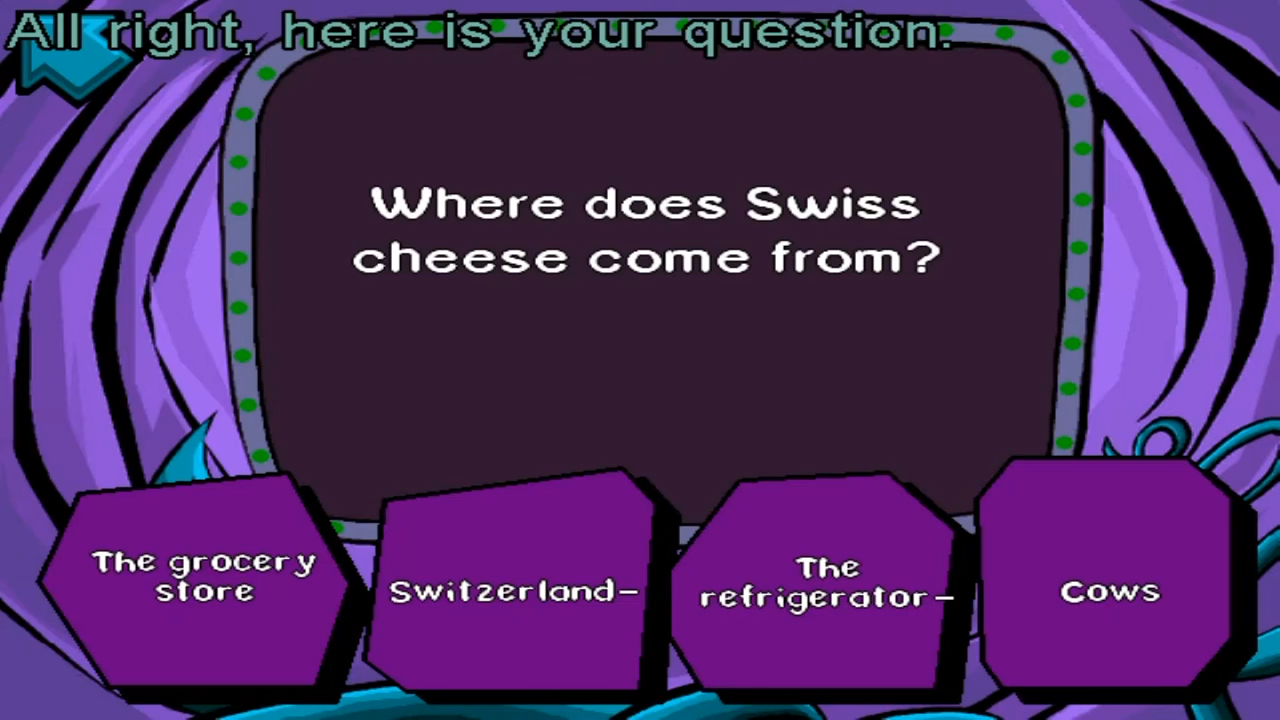 All right, here is your question.
Where does Swiss
cheese come from?
The grocery
store
Switzerland-
The
refrigerator-
Cows